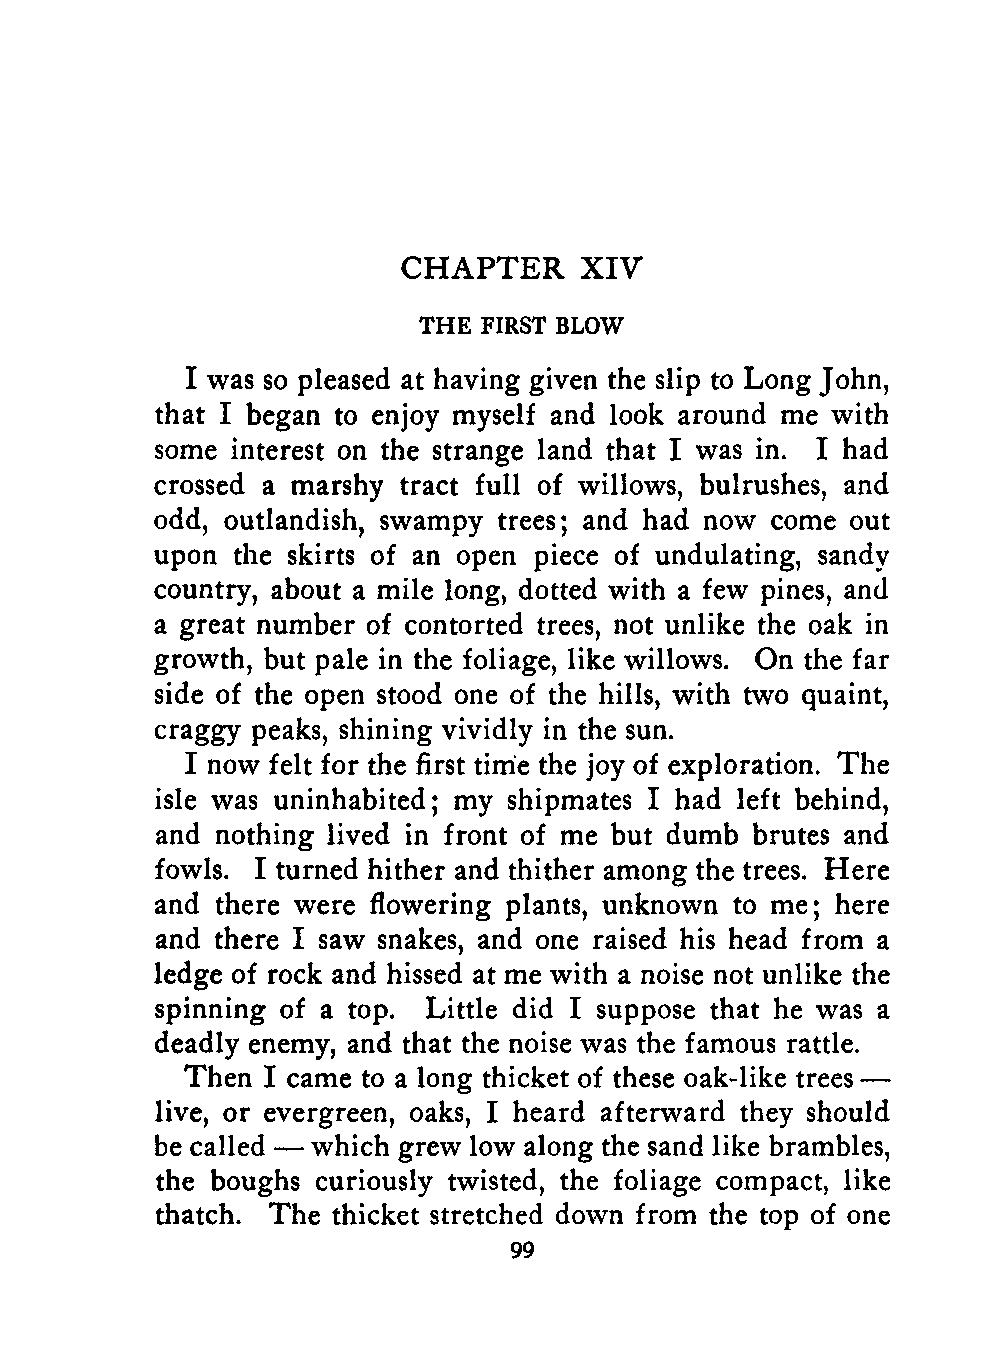 CHAPTER XIV
THE FIRST BLOW
I was so pleased at having given the slip to Long John,
that I began to enjoy myself and look around me with
some interest on the strange land that I was in. I had
crossed a marshy tract full of willows, bulrushes, and
odd, outlandish, swampy trees; and had now come out
upon the skirts of an open piece of undulating, sandy
country, about a mile long, dotted with a few pines, and
a great number of contorted trees, not unlike the oak in
growth, but pale in the foliage, like willows. On the far
side of the open stood one of the hills, with two quaint,
craggy peaks, shining vividly in the sun.
I now felt for the first time the joy of exploration. The
isle was uninhabited; my shipmates I had left behind,
and nothing lived in front of me but dumb brutes and
fowls. I turned hither and thither among the trees. Here
and there were flowering plants, unknown to me; here
and there I saw snakes, and one raised his head from a
ledge of rock and hissed at me with a noise not unlike the
spinning of a top. Little did I suppose that he was a
deadly enemy, and that the noise was the famous rattle.
Then I came to a long thicket of these oak-like trees —
live, or evergreen, oaks, I heard afterward they should
be called — which grew low along the sand like brambles,
the boughs curiously twisted, the foliage compact, like
thatch. The thicket stretched down from the top of one
99